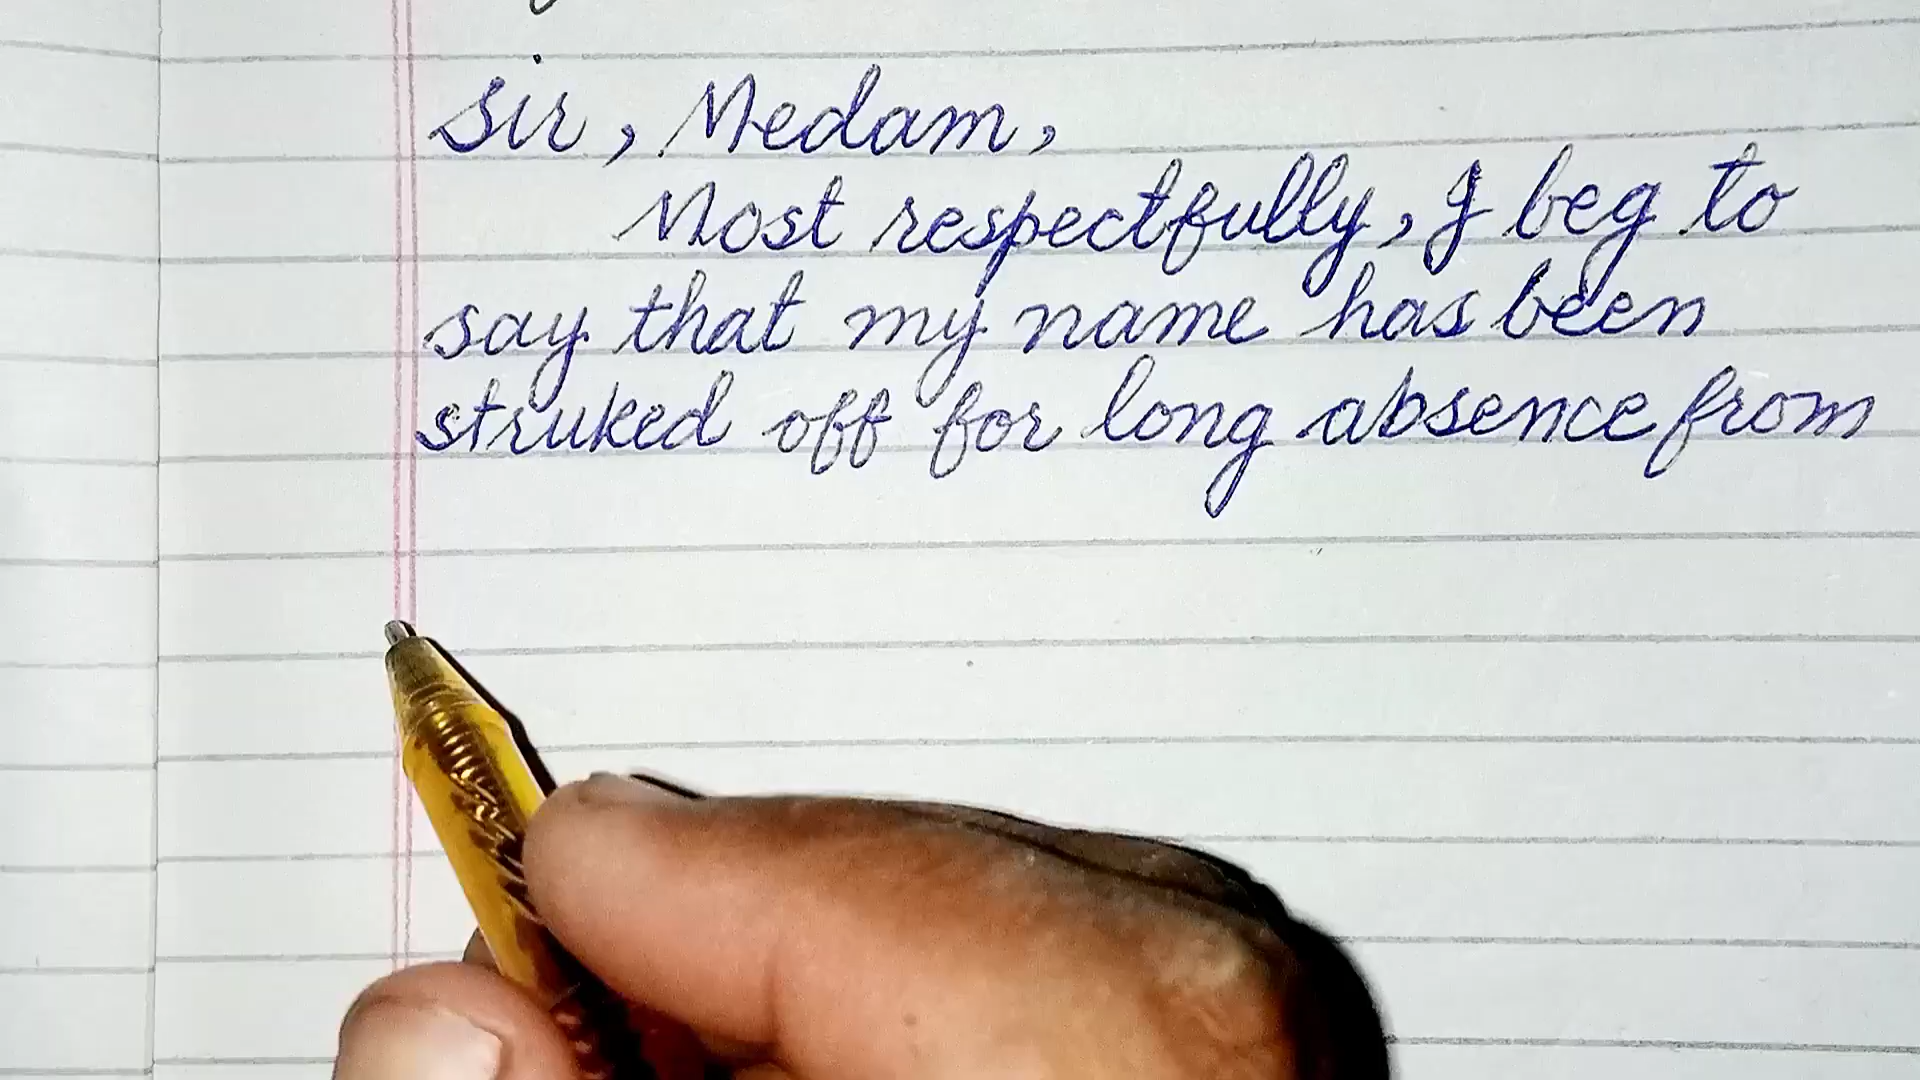 Sir, Medam,
Most respectfully, I beg to
say that my name has been
struked off for long absence from